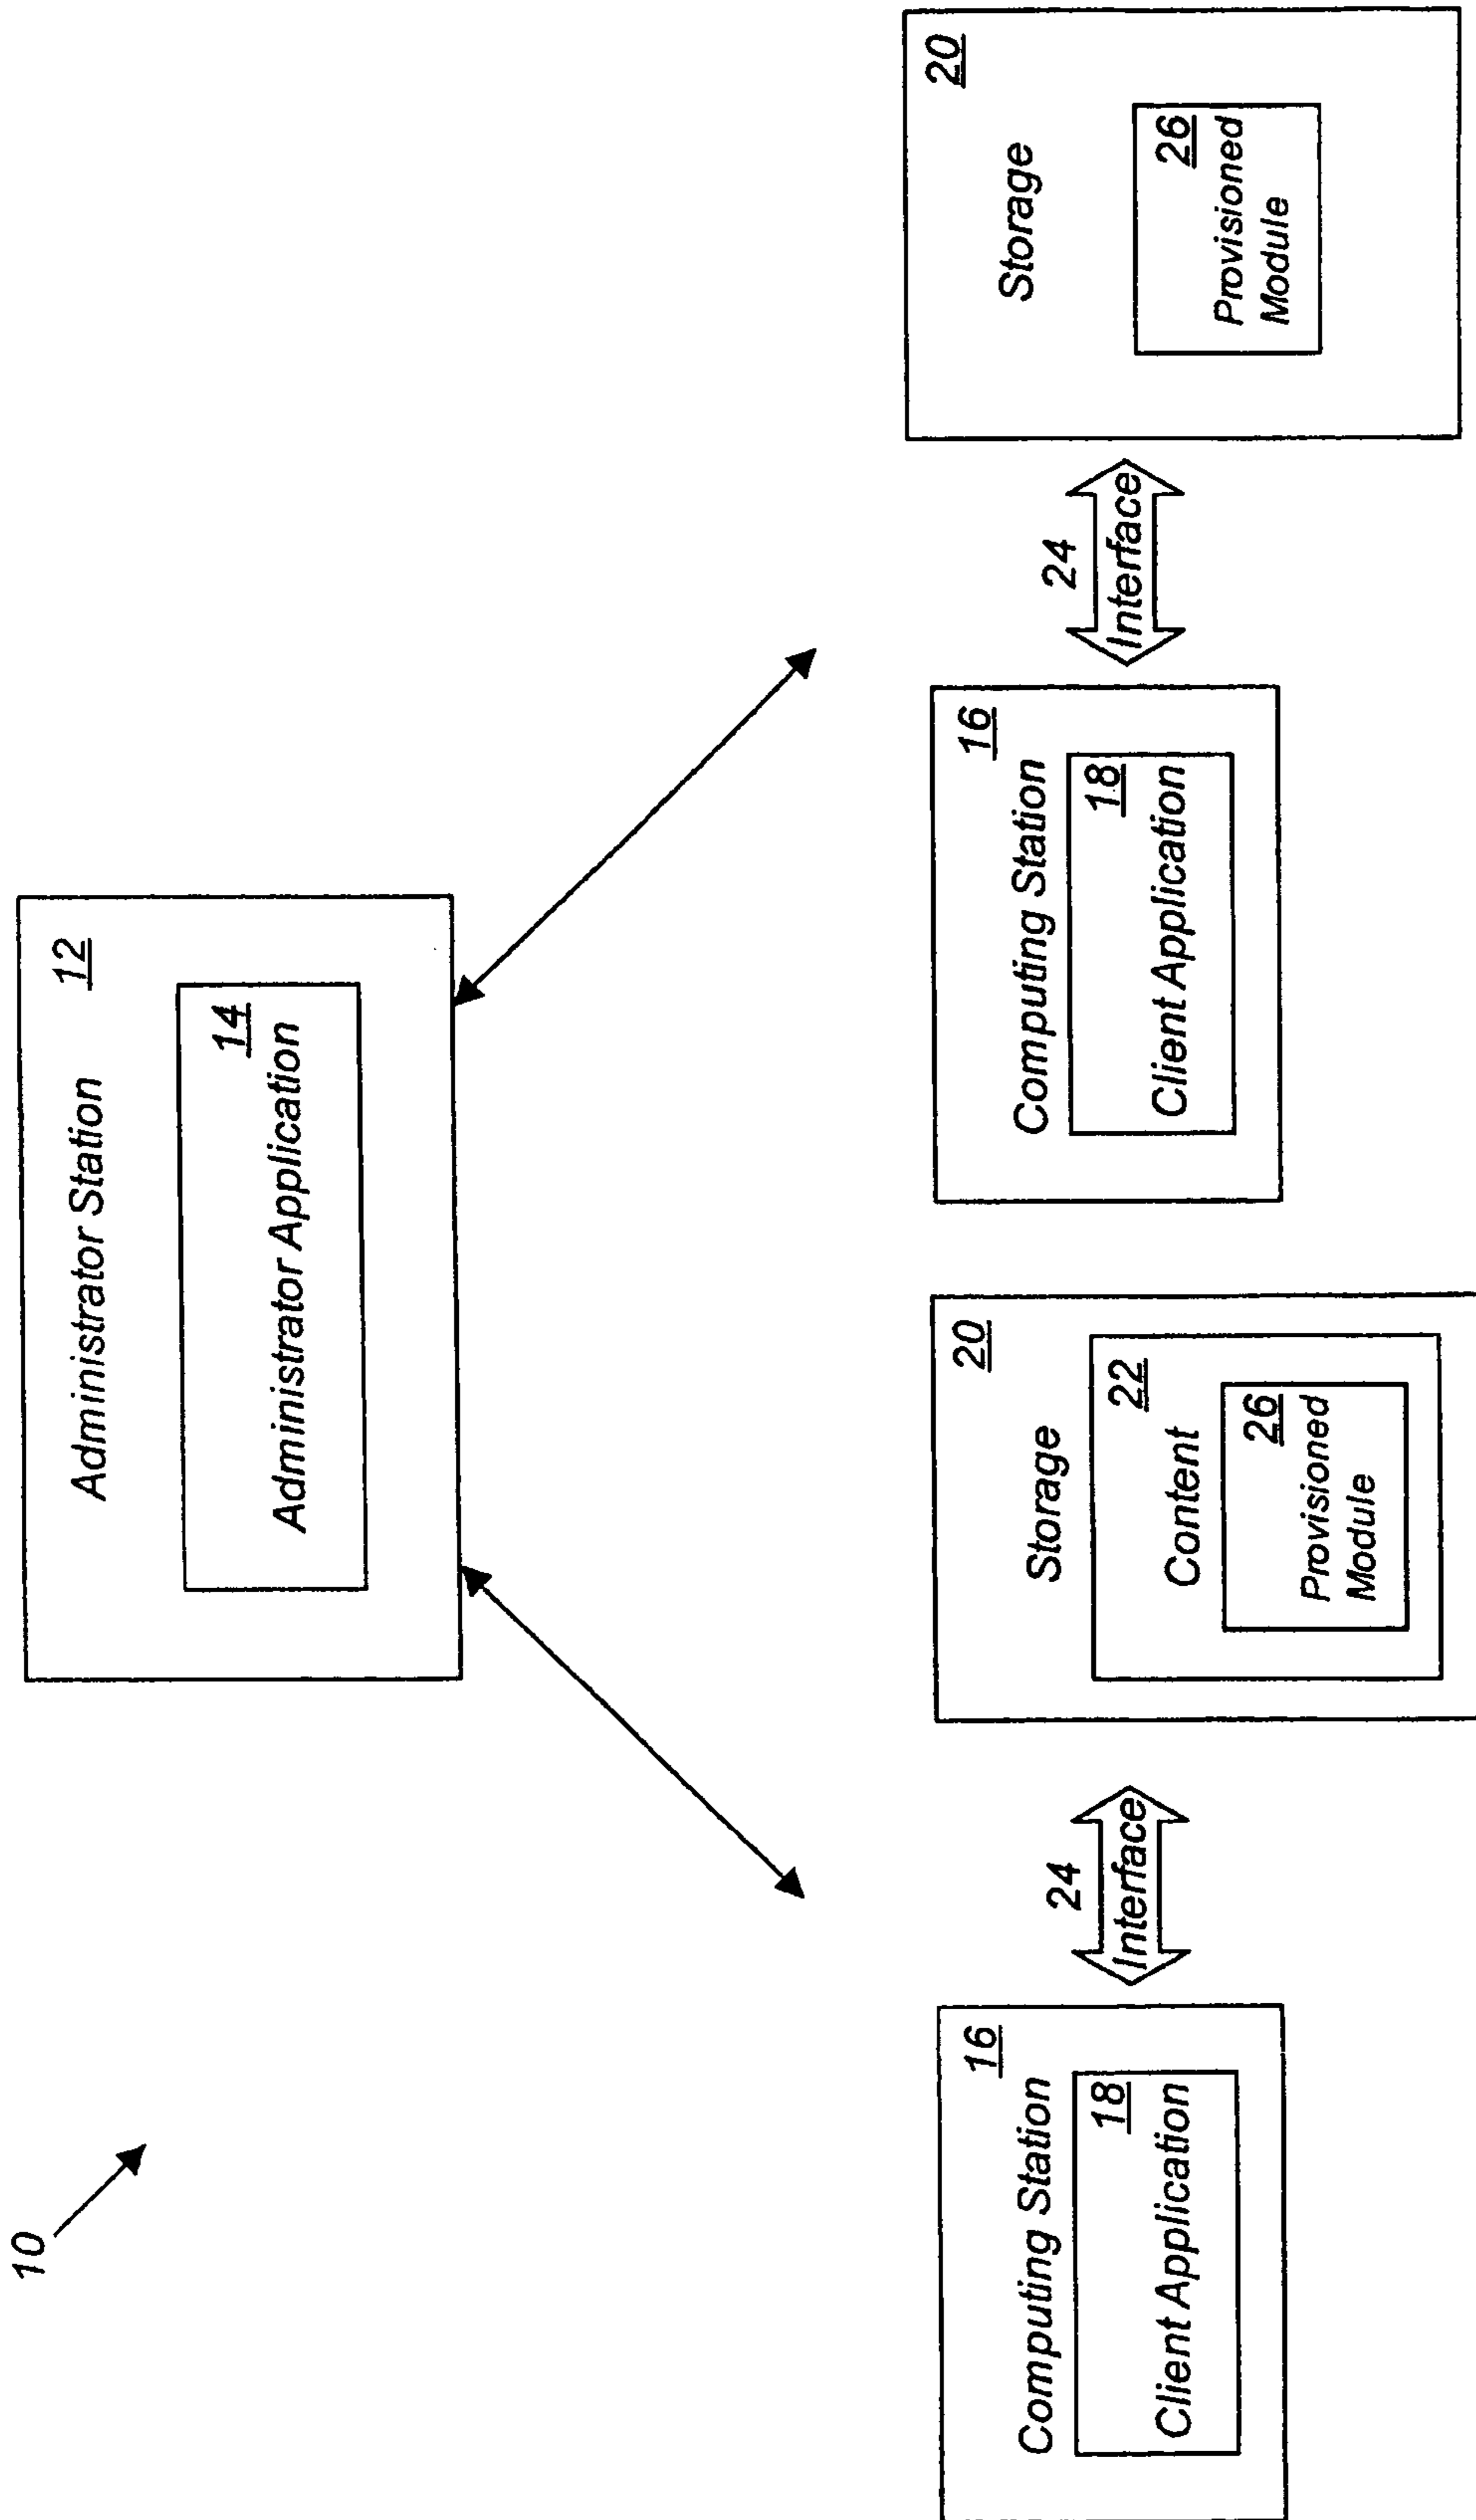 10
Administrator Station
12
14
Administrator Application
Computing Station
16
18
Client Application
24
Interface
Storage
20
Content
22
26
Provisioned
Module
Computing Station
16
18
Client Application
24
Interface
Storage
20
26
Provisioned
Module